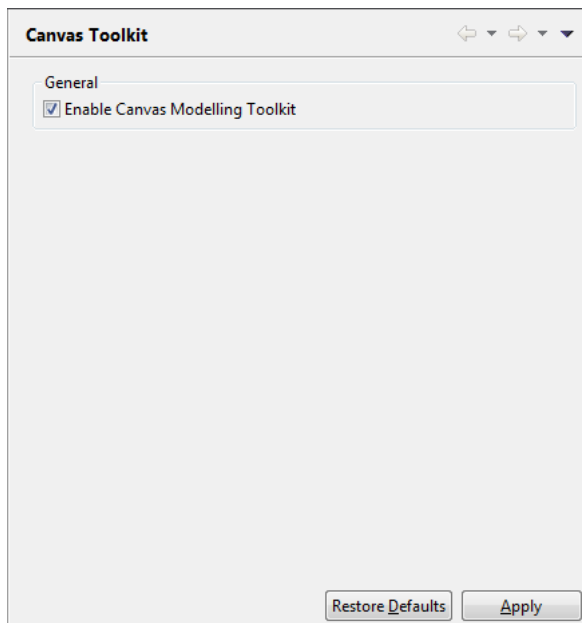 Canvas Toolkit
General
Enable Canvas Modelling Toolkit
Restore Defaults
Apply